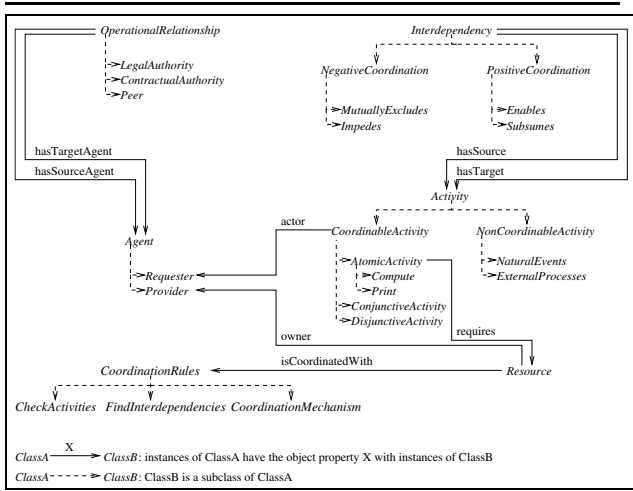 OperationalRelationship
LegalAuthority
ContractualAuthority
Peer
Interdependency
NegativeCoordination
PositiveCoordination
MutuallyExcludes
Impedes
Enables
Subsumes
hasTargetAgent
hasSourceAgent
hasSource
hasTarget
Activity
actor
Agent
CoordinableActivity
NonCoordinableActivity
Requester
Provider
AtomicActivity
Compute
Print
ConjunctiveActivity
DisjunctiveActivity
NaturalEvents
ExternalProcesses
owner
requires
isCoordinatedWith
CoordinationRules
Resource
CheckActivities FindInterdependencies CoordinationMechanism
X
ClassA ClassB: instances of ClassA have the object property X with instances of ClassB
ClassA ClassB: ClassB is a subclass of ClassA